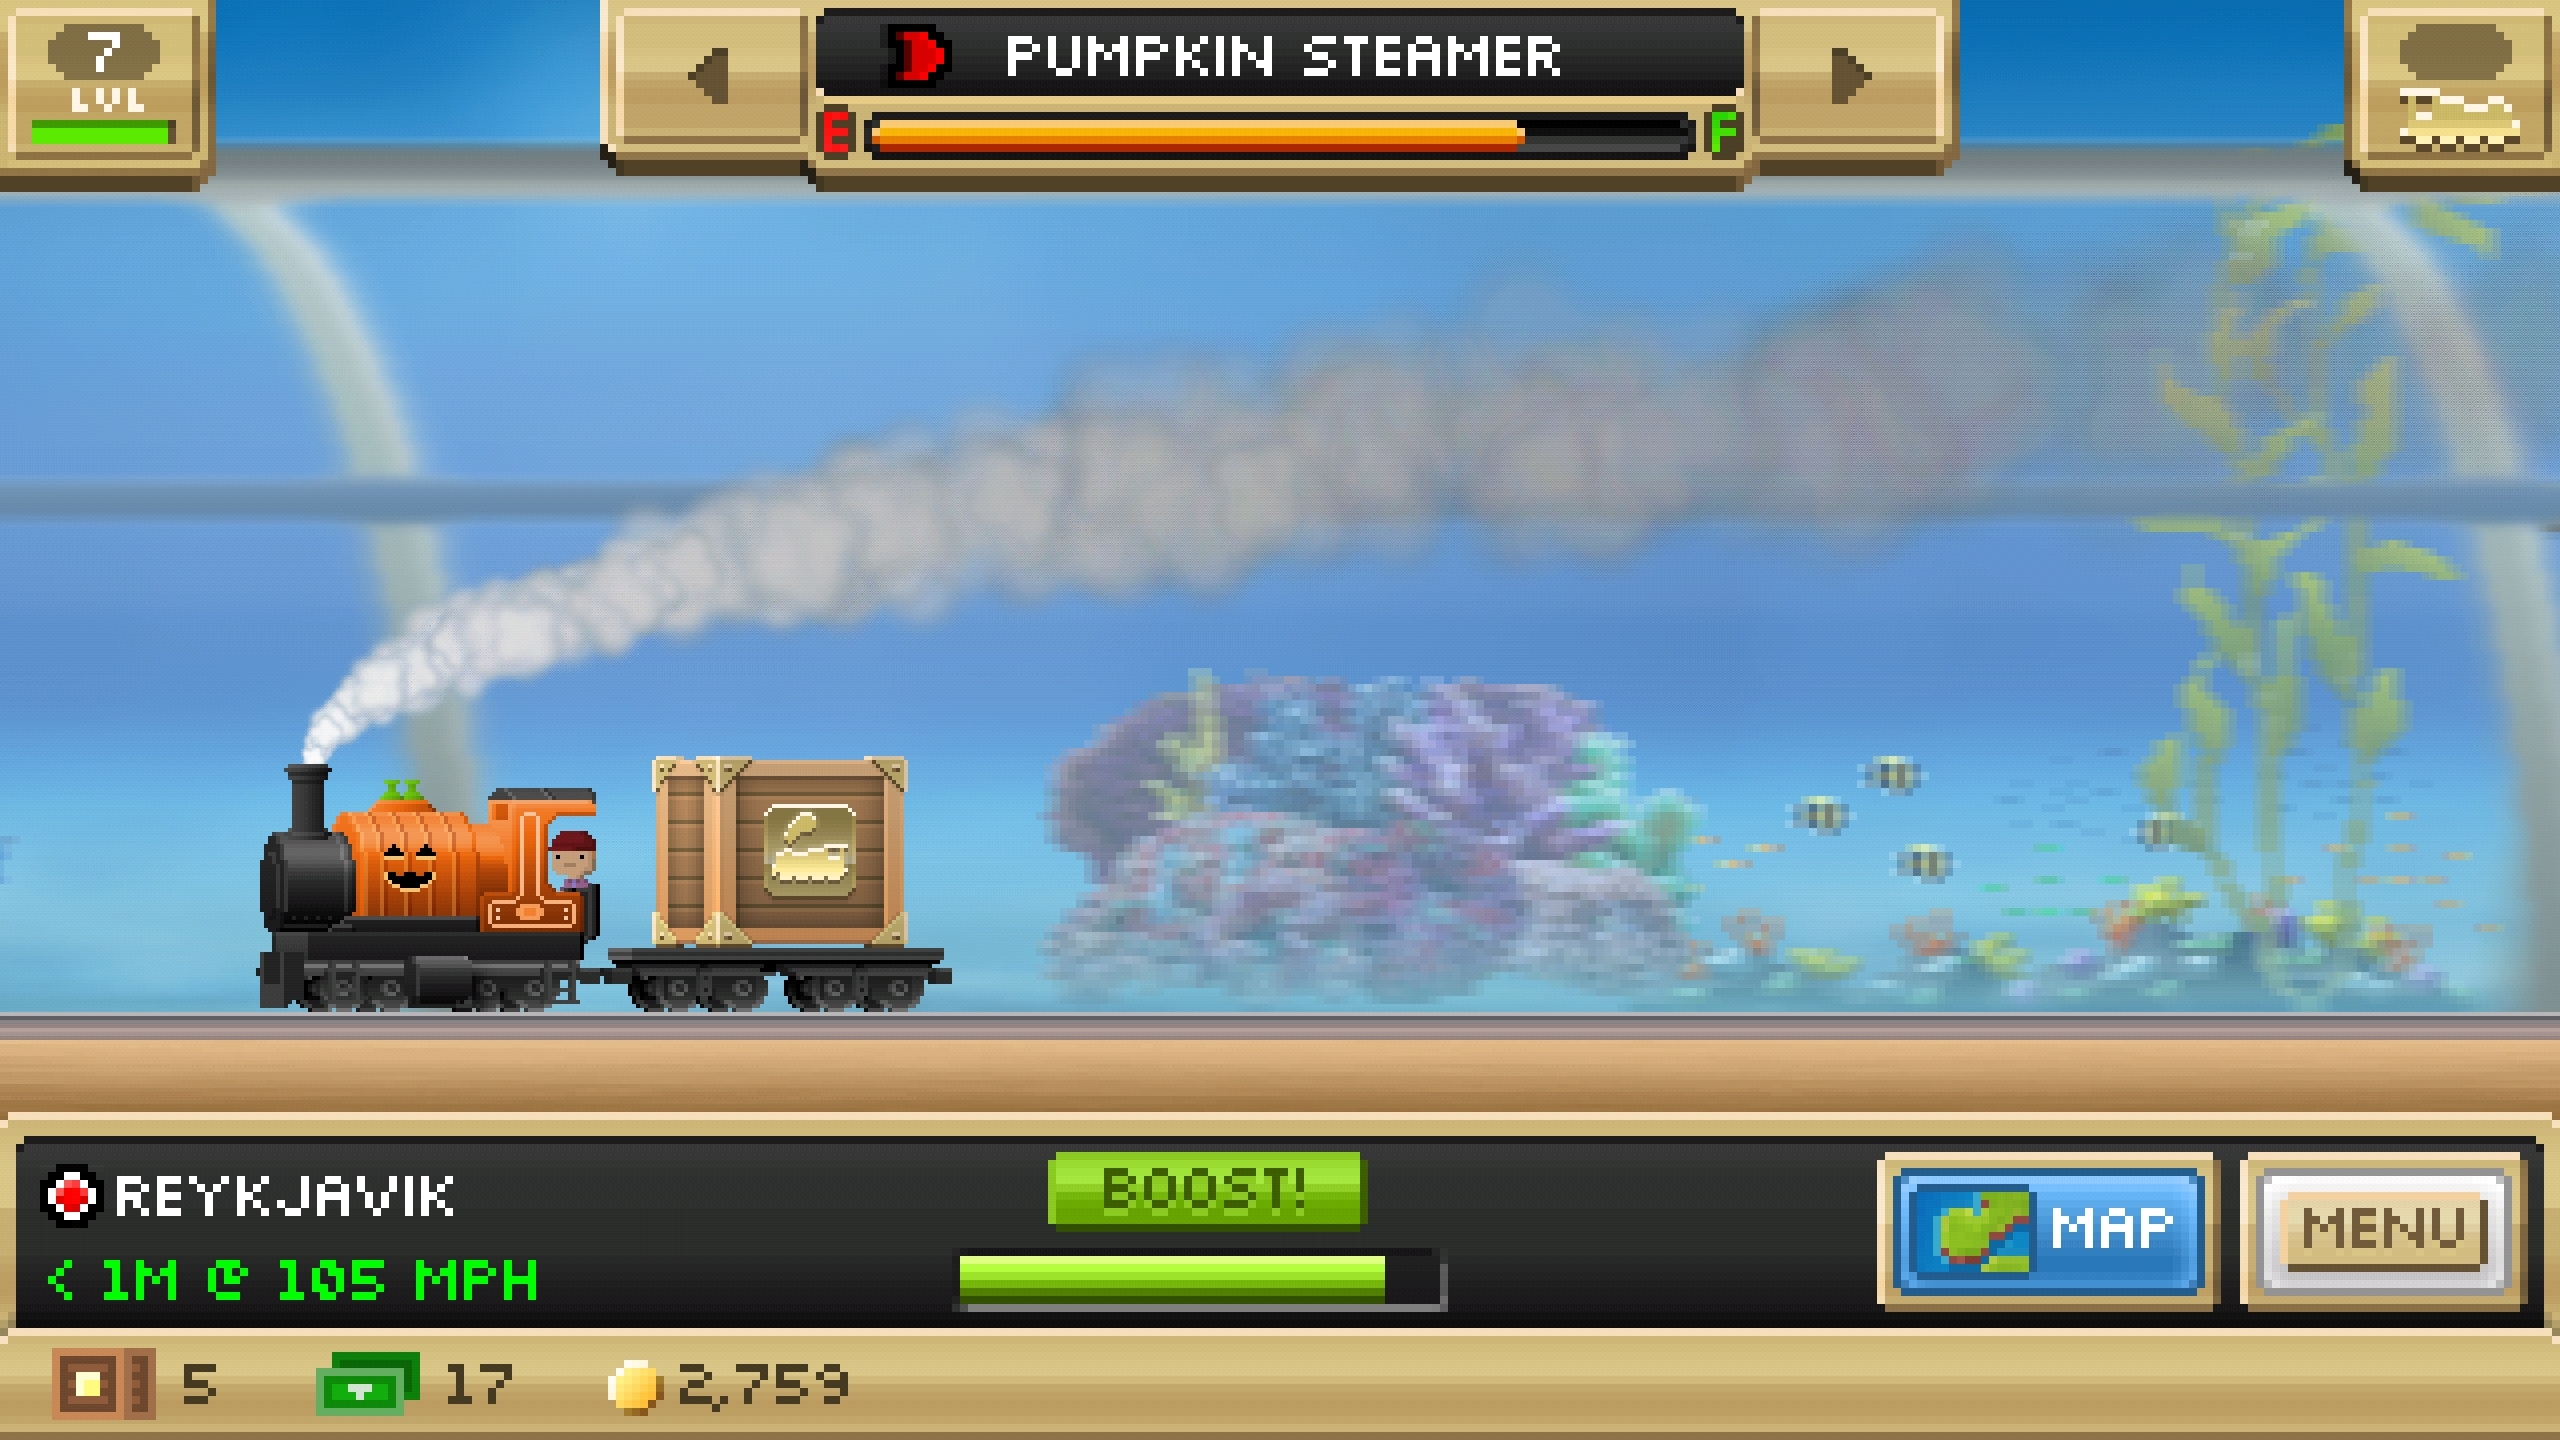 7
LVL
PUMPKIN STEAMER
E F
REYKJAVIK
< 1M @ 105 MPH
BOOST!
MAP
MENU
5 17 2,759